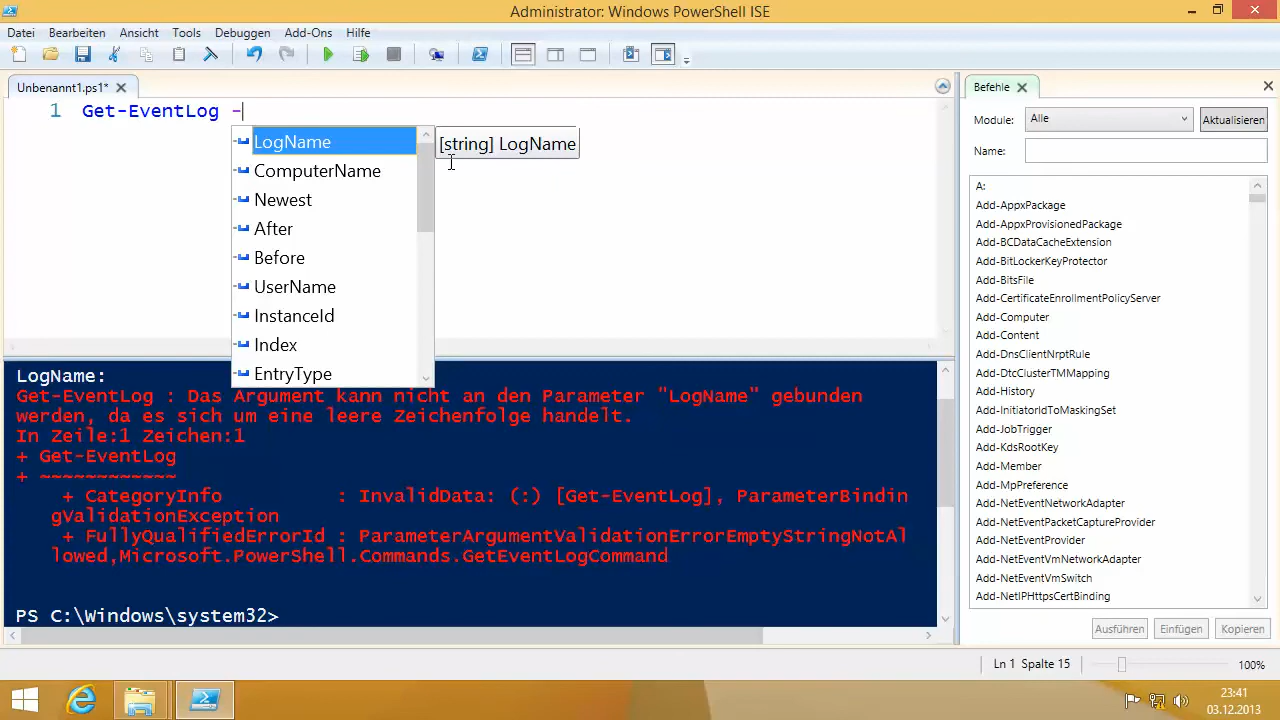 Administrator: Windows PowerShell ISE
Datei Bearbeiten Ansicht Tools Debuggen Add-Ons Hilfe
Unbenannt1.ps1*
1 Get-EventLog -
LogName
[string] LogName
ComputerName
Newest
After
Before
UserName
InstanceId
Index
EntryType
LogName:
Get-EventLog : Das Argument kann nicht an den Parameter "LogName" gebunden
werden, da es sich um eine leere Zeichenfolge handelt.
In Zeile:1 Zeichen:1
+ Get-EventLog
+ ~~~~~~~~~~~~
+ CategoryInfo : InvalidData: (:) [Get-EventLog], ParameterBindin
gValidationException
+ FullyQualifiedErrorId : ParameterArgumentValidationErrorEmptyStringNotAl
lowed,Microsoft.PowerShell.Commands.GetEventLogCommand
PS C:\Windows\system32>
Befehle
Module: Alle Aktualisieren
Name:
A:
Add-AppxPackage
Add-AppxProvisionedPackage
Add-BCDataCacheExtension
Add-BitLockerKeyProtector
Add-BitsFile
Add-CertificateEnrollmentPolicyServer
Add-Computer
Add-Content
Add-DnsClientNrptRule
Add-DtcClusterTMMapping
Add-History
Add-InitiatorIdToMaskingSet
Add-JobTrigger
Add-KdsRootKey
Add-Member
Add-MpPreference
Add-NetEventNetworkAdapter
Add-NetEventPacketCaptureProvider
Add-NetEventProvider
Add-NetEventVmNetworkAdapter
Add-NetEventVmSwitch
Add-NetIPHttpsCertBinding
Ausführen Einfügen Kopieren
Ln 1 Spalte 15 100%
23:41
03.12.2013